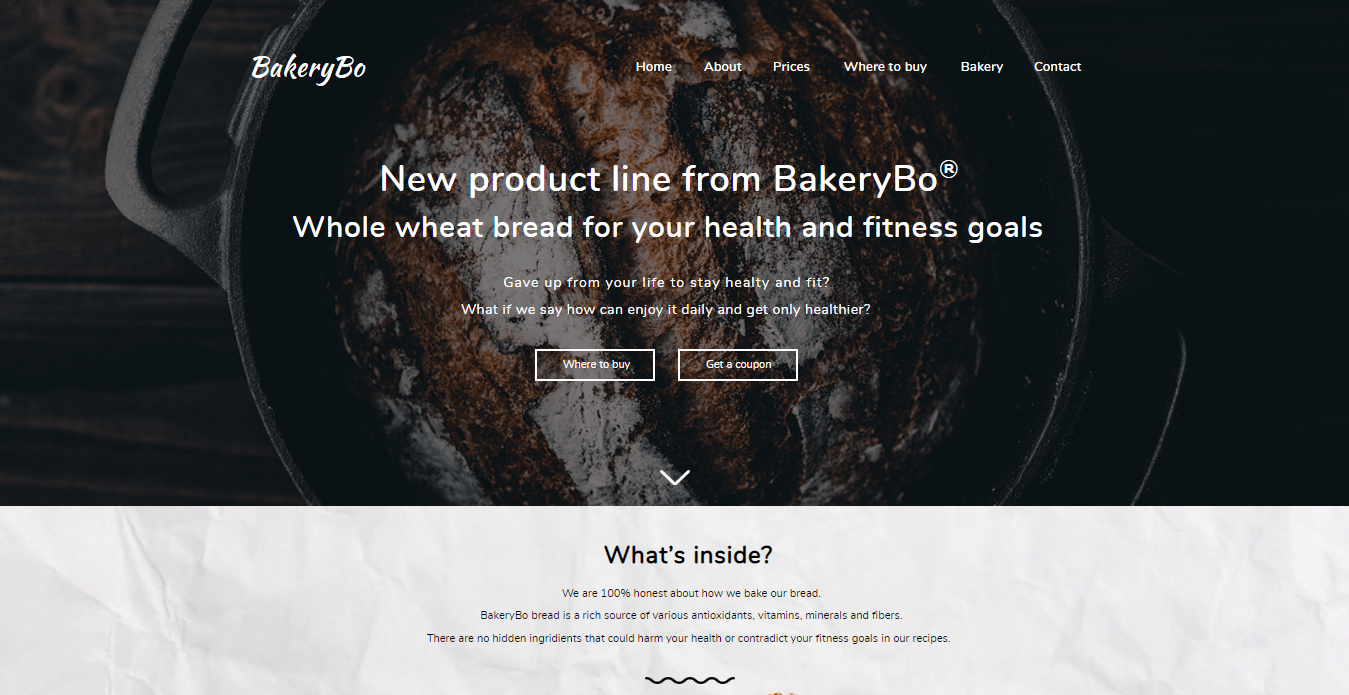 BakeryBo
Home About Prices Where to buy Bakery Contact
New product line from BakeryBo®
Whole wheat bread for your health and fitness goals
Gave up from your life to stay healty and fit?
What if we say how can enjoy it daily and get only healthier?
Where to buy
Get a coupon
What's inside?
We are 100% honest about how we bake our bread.
BakeryBo bread is a rich source of various antioxidants, vitamins, minerals and fibers.
There are no hidden ingridients that could harm your health or contradict your fitness goals in our recipes.